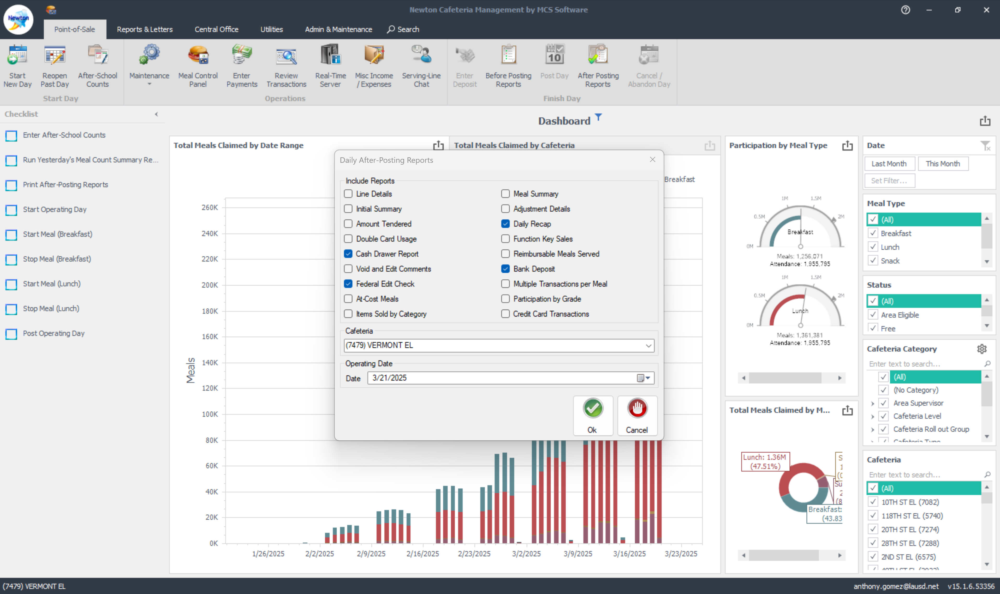 Newton Cafeteria Management by MCS Software
Newton
Point-of-Sale
Reports & Letters
Central Office
Utilities
Admin & Maintenance
Search
Start New Day
Reopen Past Day
After-School Counts
Start Day
Maintenance
Meal Control Panel
Enter Payments
Review Transactions
Real-Time Server
Misc Income / Expenses
Serving-Line Chat
Operations
Enter Deposit
Before Posting Reports
Post Day
After Posting Reports
Cancel / Abandon Day
Finish Day
Checklist
Enter After-School Counts
Run Yesterday's Meal Count Summary Re...
Print After-Posting Reports
Start Operating Day
Start Meal (Breakfast)
Stop Meal (Breakfast)
Start Meal (Lunch)
Stop Meal (Lunch)
Post Operating Day
Dashboard
Total Meals Claimed by Date Range
Total Meals Claimed by Cafeteria
Breakfast
260K
240K
220K
200K
180K
160K
140K
120K
100K
80K
60K
40K
20K
0K
Meals
1/26/2025
2/2/2025
2/9/2025
2/16/2025
2/23/2025
3/2/2025
3/9/2025
3/16/2025
3/23/2025
Daily After-Posting Reports
Include Reports
Line Details
Meal Summary
Initial Summary
Adjustment Details
Amount Tendered
Daily Recap
Double Card Usage
Function Key Sales
Cash Drawer Report
Reimbursable Meals Served
Void and Edit Comments
Bank Deposit
Federal Edit Check
Multiple Transactions per Meal
At-Cost Meals
Participation by Grade
Items Sold by Category
Credit Card Transactions
Cafeteria
(7479) VERMONT EL
Operating Date
Date
3/21/2025
Ok
Cancel
Participation by Meal Type
0M
0.5M
1M
1.5M
2M
Breakfast
Meals: 1,256,071
Attendance: 1,955,795
0M
0.5M
1M
1.5M
2M
Lunch
Meals: 1,361,381
Attendance: 1,955,795
Total Meals Claimed by M...
Lunch: 1.36M
(47.51%)
Su
Breakfast:
(43.83
Date
Last Month
This Month
Set Filter...
Meal Type
(All)
Breakfast
Lunch
Snack
Status
(All)
Area Eligible
Free
Cafeteria Category
Enter text to search...
(All)
(No Category)
Area Supervisor
Cafeteria Level
Cafeteria Roll out Group
Cafeteria Type
Cafeteria
Enter text to search...
(All)
10TH ST EL (7082)
118TH ST EL (5740)
20TH ST EL (7274)
28TH ST EL (7288)
2ND ST EL (6575)
(7479) VERMONT EL
anthony.gomez@lausd.net
v15.1.6.53356